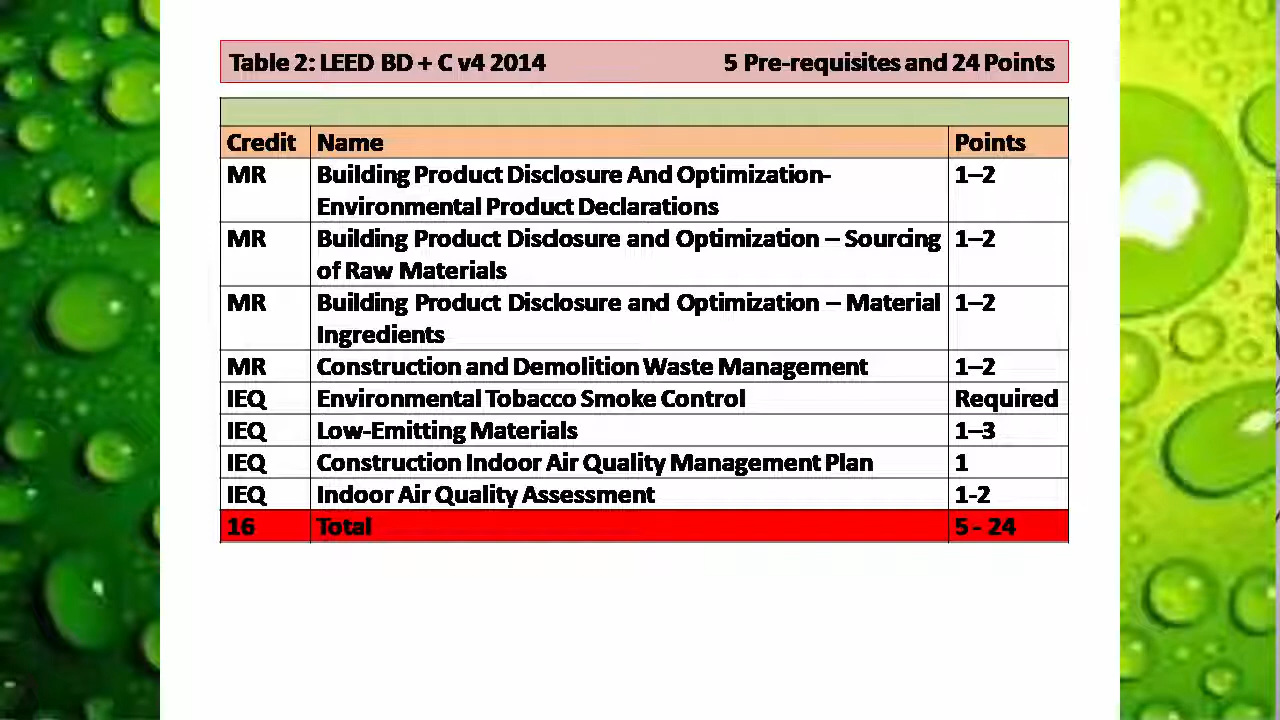 Table 2: LEED BD + C v4 2014 5 Pre-requisites and 24 Points
Credit Name Points
MR Building Product Disclosure And Optimization- 1–2
Environmental Product Declarations
MR Building Product Disclosure and Optimization – Sourcing 1–2
of Raw Materials
MR Building Product Disclosure and Optimization – Material 1–2
Ingredients
MR Construction and Demolition Waste Management 1–2
IEQ Environmental Tobacco Smoke Control Required
IEQ Low-Emitting Materials 1–3
IEQ Construction Indoor Air Quality Management Plan 1
IEQ Indoor Air Quality Assessment 1-2
16 Total 5 - 24